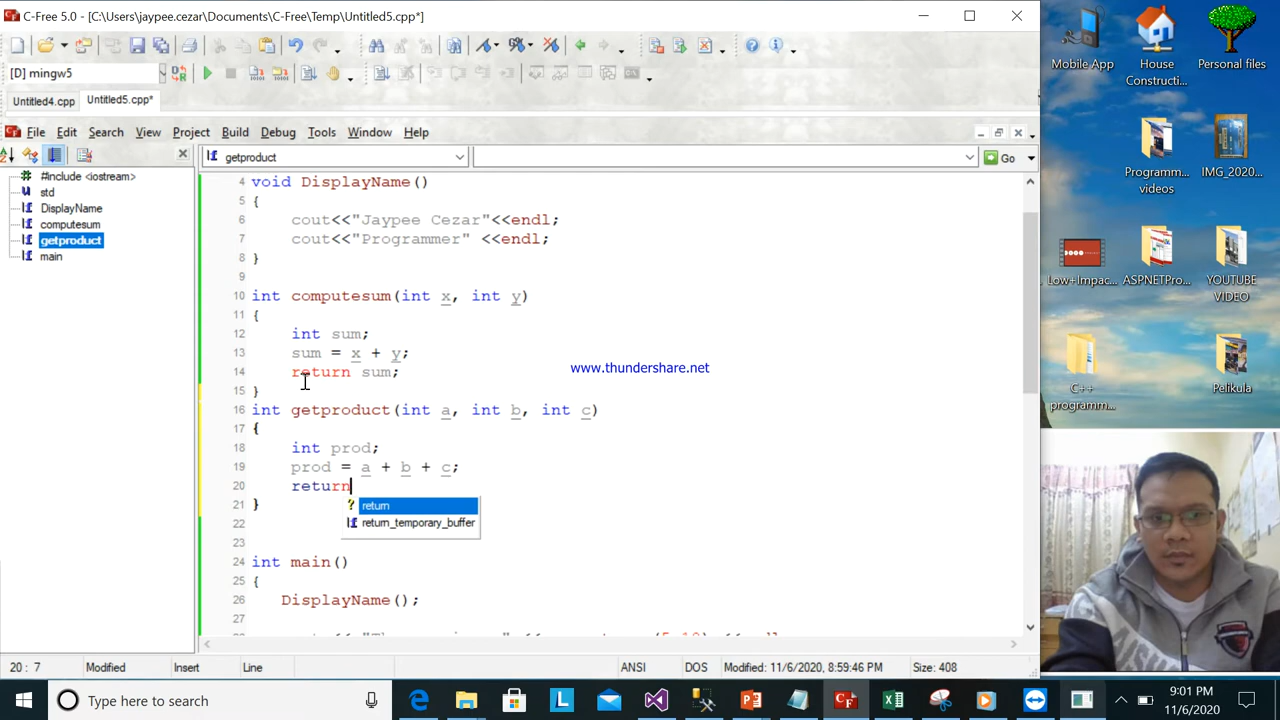 C-Free 5.0 - [C:\Users\jaypee.cezar\Documents\C-Free\Temp\Untitled5.cpp*]
[D] mingw5
Untitled4.cpp
Untitled5.cpp*
File Edit Search View Project Build Debug Tools Window Help
getproduct
Go
#include <iostream>
std
DisplayName
computesum
getproduct
main
4 void DisplayName()
5 {
6 cout<<"Jaypee Cezar"<<endl;
7 cout<<"Programmer" <<endl;
8 }
9
10 int computesum(int x, int y)
11 {
12 int sum;
13 sum = x + y;
14 return sum;
15 }
16 int getproduct(int a, int b, int c)
17 {
18 int prod;
19 prod = a + b + c;
20 return
21 }
22
23
24 int main()
25 {
26 DisplayName();
27
return
return_temporary_buffer
www.thundershare.net
20 : 7 Modified Insert Line ANSI DOS Modified: 11/6/2020, 8:59:46 PM Size: 408
Mobile App
House Constructi...
Personal files
Programm... videos
IMG_2020...
Low+Impac...
ASPNETPro...
YOUTUBE VIDEO
C++ programm...
Pelikula
Type here to search
9:01 PM
11/6/2020